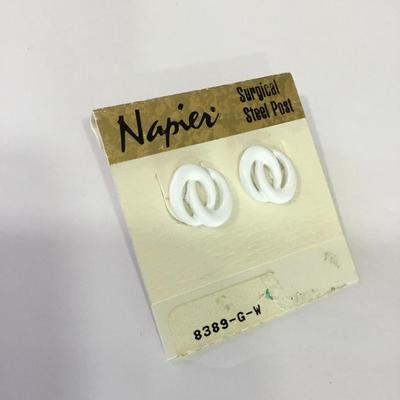 Napier
Surgical
Steel Post
8389-G-W